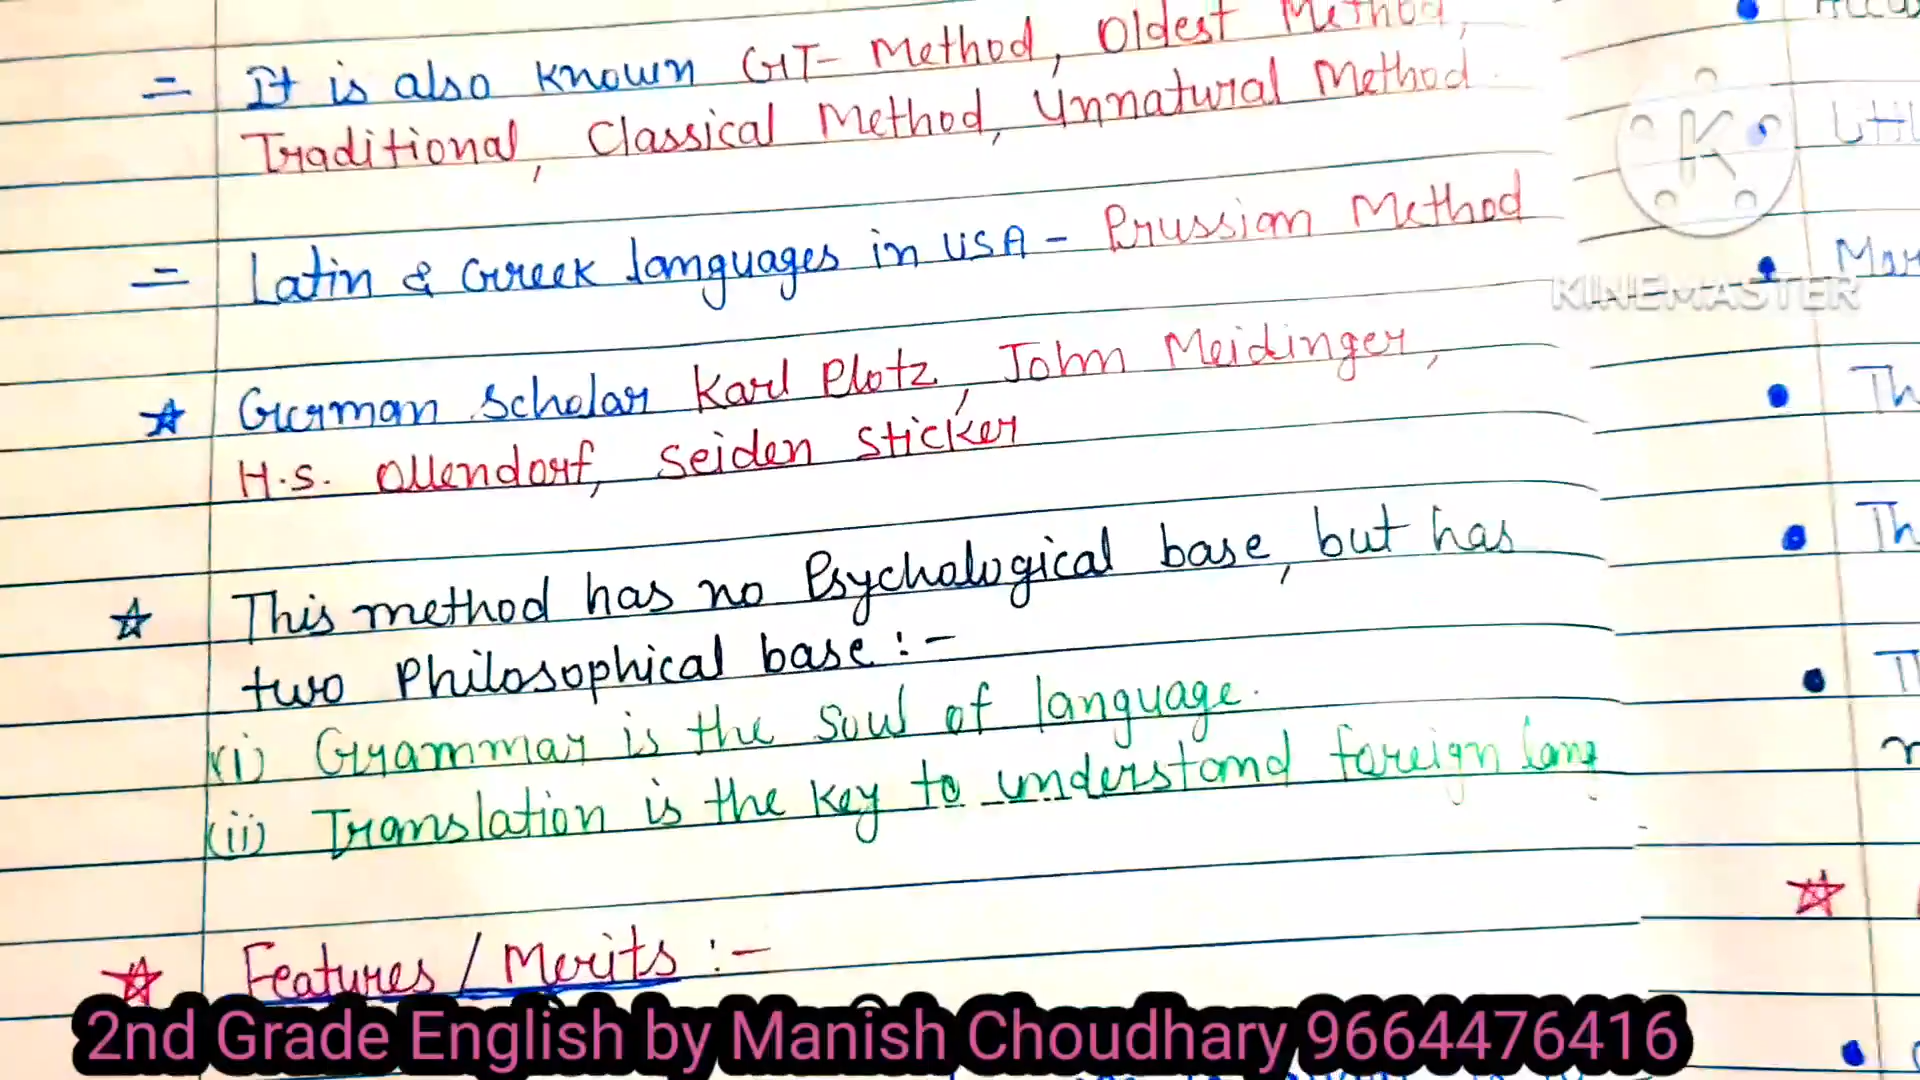 = It is also known GT- Method, Oldest Method,
Traditional, Classical Method, Unnatural Method.
= Latin & Greek languages in USA - Prussian Method
☆ German Scholar Karl Plotz, John Meidinger,
H.S. Ollendorf, Seiden Sticker
☆ This method has no Psychological base, but has
two Philosophical base :-
(i) Grammar is the soul of language.
(ii) Translation is the key to understand foreign lang
☆ Features / Merits :-
KINEMASTER
2nd Grade English by Manish Choudhary 9664476416